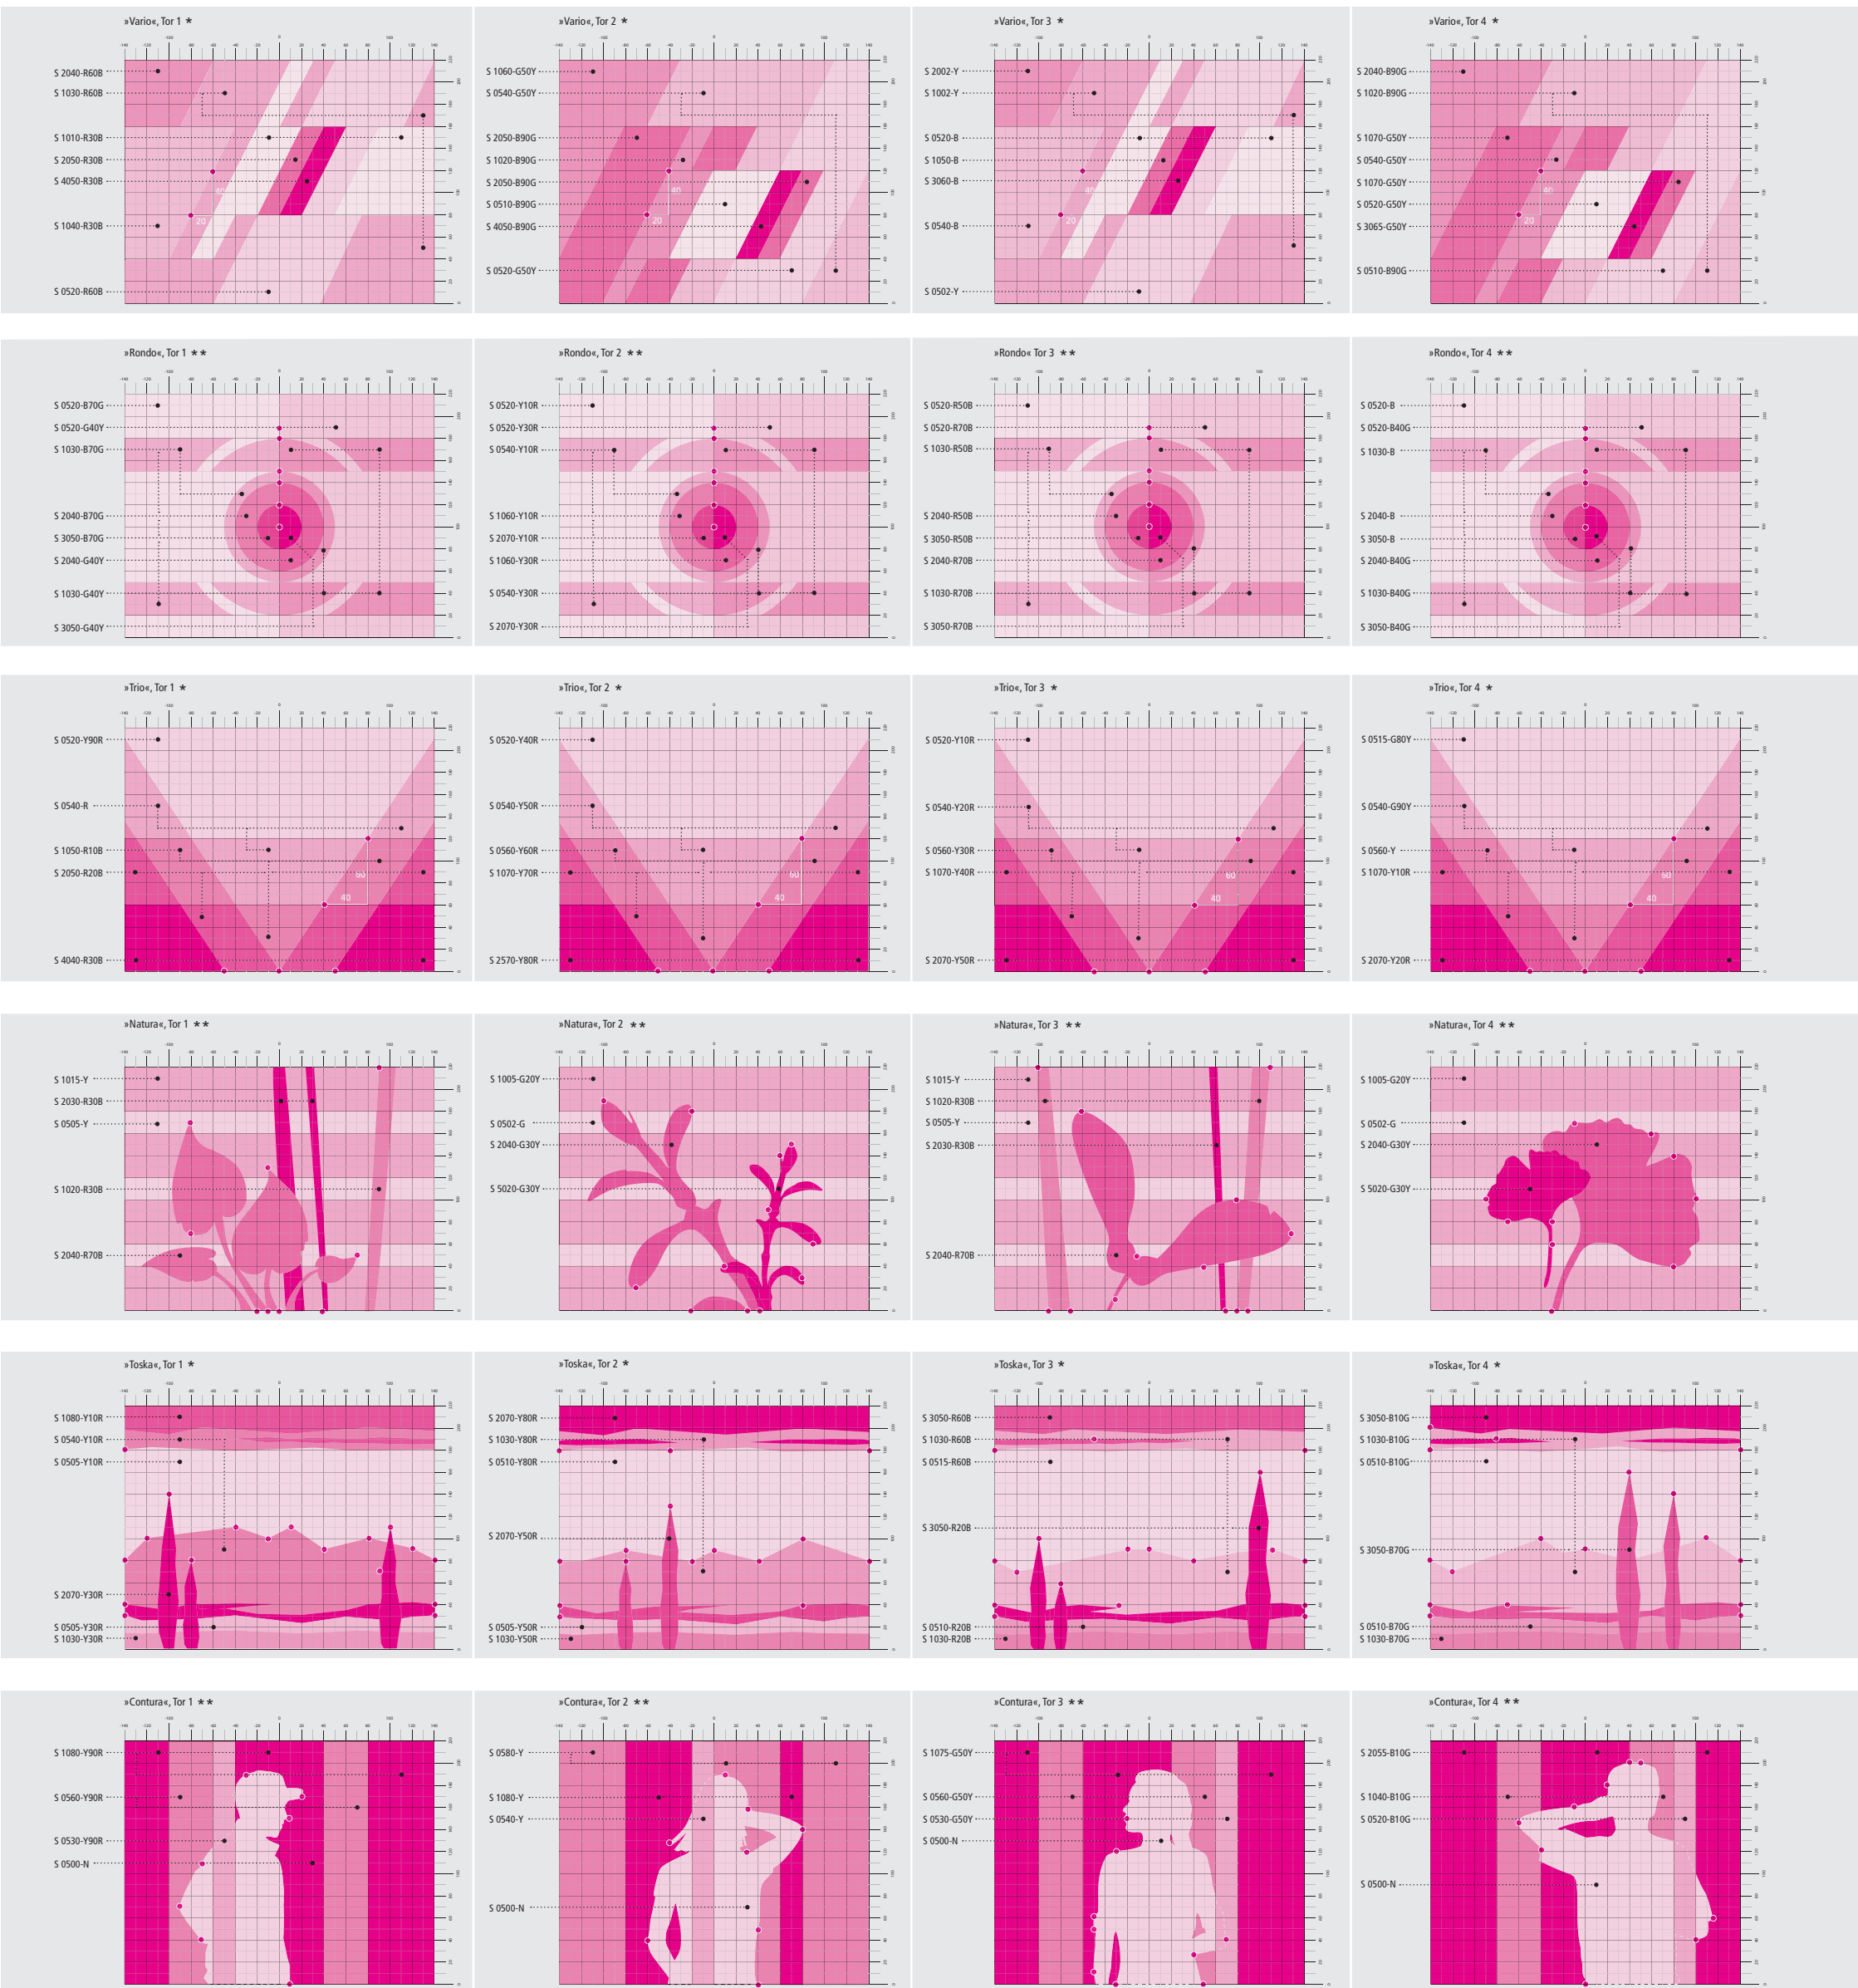 »Vario«, Tor 1 *
S 2040-R60B
S 1030-R60B
S 1010-R30B
S 2050-R30B
S 4050-R30B
S 1040-R30B
S 0520-R60B
40
20
»Vario«, Tor 2 *
S 1060-G50Y
S 0540-G50Y
S 2050-B90G
S 1020-B90G
S 2050-B90G
S 0510-B90G
S 4050-B90G
S 0520-G50Y
40
20
»Vario«, Tor 3 *
S 2002-Y
S 1002-Y
S 0520-B
S 1050-B
S 3060-B
S 0540-B
S 0502-Y
40
20
»Vario«, Tor 4 *
S 2040-B90G
S 1020-B90G
S 1070-G50Y
S 0540-G50Y
S 1070-G50Y
S 0520-G50Y
S 3065-G50Y
S 0510-B90G
40
20
»Rondo«, Tor 1 **
S 0520-B70G
S 0520-G40Y
S 1030-B70G
S 2040-B70G
S 3050-B70G
S 2040-G40Y
S 1030-G40Y
S 3050-G40Y
»Rondo«, Tor 2 **
S 0520-Y10R
S 0520-Y30R
S 0540-Y10R
S 1060-Y10R
S 2070-Y10R
S 1060-Y30R
S 0540-Y30R
S 2070-Y30R
»Rondo« Tor 3 **
S 0520-R50B
S 0520-R70B
S 1030-R50B
S 2040-R50B
S 3050-R50B
S 2040-R70B
S 1030-R70B
S 3050-R70B
»Rondo«, Tor 4 **
S 0520-B
S 0520-B40G
S 1030-B
S 2040-B
S 3050-B
S 2040-B40G
S 1030-B40G
S 3050-B40G
»Trio«, Tor 1 *
S 0520-Y90R
S 0540-R
S 1050-R10B
S 2050-R20B
S 4040-R30B
60
40
»Trio«, Tor 2 *
S 0520-Y40R
S 0540-Y50R
S 0560-Y60R
S 1070-Y70R
S 2570-Y80R
60
40
»Trio«, Tor 3 *
S 0520-Y10R
S 0540-Y20R
S 0560-Y30R
S 1070-Y40R
S 2070-Y50R
60
40
»Trio«, Tor 4 *
S 0515-G80Y
S 0540-G90Y
S 0560-Y
S 1070-Y10R
S 2070-Y20R
60
40
»Natura«, Tor 1 **
S 1015-Y
S 2030-R30B
S 0505-Y
S 1020-R30B
S 2040-R70B
»Natura«, Tor 2 **
S 1005-G20Y
S 0502-G
S 2040-G30Y
S 5020-G30Y
»Natura«, Tor 3 **
S 1015-Y
S 1020-R30B
S 0505-Y
S 2030-R30B
S 2040-R70B
»Natura«, Tor 4 **
S 1005-G20Y
S 0502-G
S 2040-G30Y
S 5020-G30Y
»Toska«, Tor 1 *
S 1080-Y10R
S 0540-Y10R
S 0505-Y10R
S 2070-Y30R
S 0505-Y30R
S 1030-Y30R
»Toska«, Tor 2 *
S 2070-Y80R
S 1030-Y80R
S 0510-Y80R
S 2070-Y50R
S 0505-Y50R
S 1030-Y50R
»Toska«, Tor 3 *
S 3050-R60B
S 1030-R60B
S 0515-R60B
S 3050-R20B
S 0510-R20B
S 1030-R20B
»Toska«, Tor 4 *
S 3050-B10G
S 1030-B10G
S 0510-B10G
S 3050-B70G
S 0510-B70G
S 1030-B70G
»Contura«, Tor 1 **
S 1080-Y90R
S 0560-Y90R
S 0530-Y90R
S 0500-N
»Contura«, Tor 2 **
S 0580-Y
S 1080-Y
S 0540-Y
S 0500-N
»Contura«, Tor 3 **
S 1075-G50Y
S 0560-G50Y
S 0530-G50Y
S 0500-N
»Contura«, Tor 4 **
S 2055-B10G
S 1040-B10G
S 0520-B10G
S 0500-N